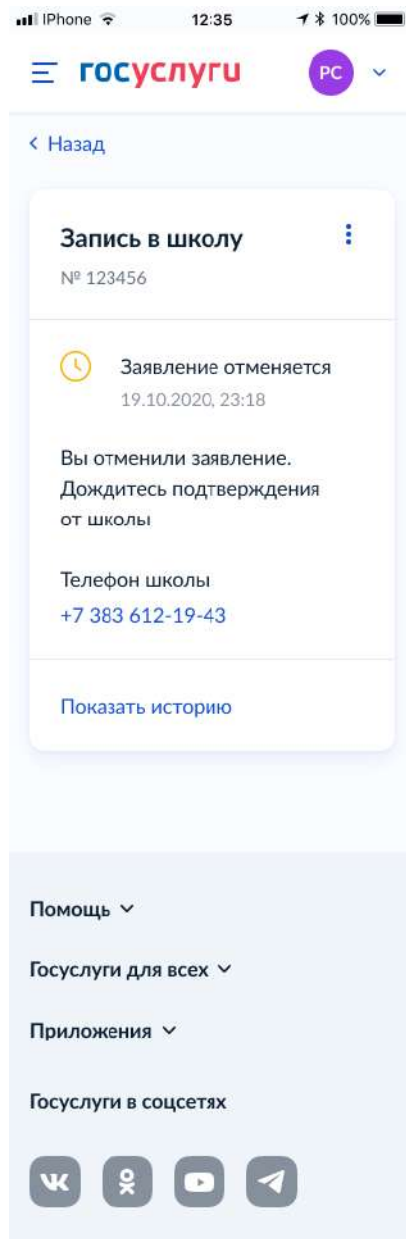 IPhone 12:35 100%
госуслуги РС
Назад
Запись в школу
№ 123456
Заявление отменяется
19.10.2020, 23:18
Вы отменили заявление.
Дождитесь подтверждения
от школы
Телефон школы
+7 383 612-19-43
Показать историю
Помощь
Госуслуги для всех
Приложения
Госуслуги в соцсетях